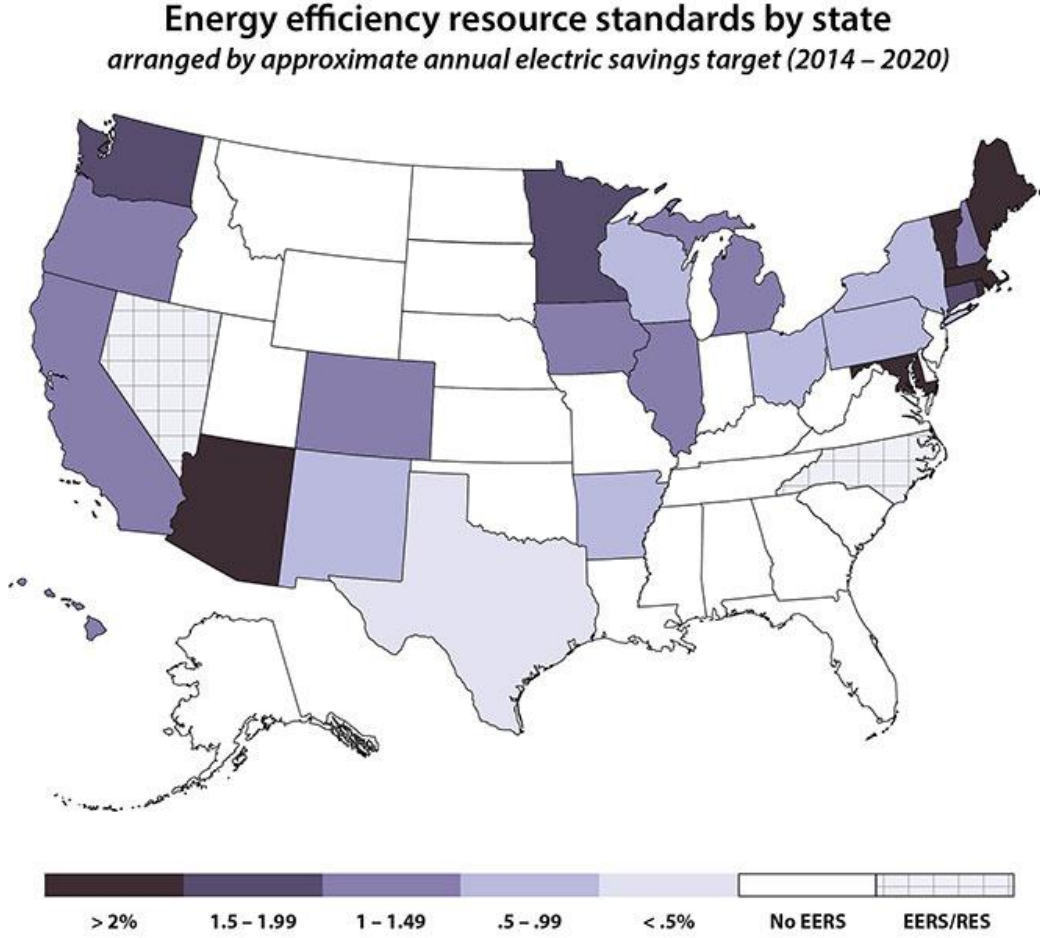 Energy efficiency resource standards by state
arranged by approximate annual electric savings target (2014 – 2020)
> 2% 1.5 – 1.99 1 – 1.49 .5 – .99 < .5% No EERS EERS/RES